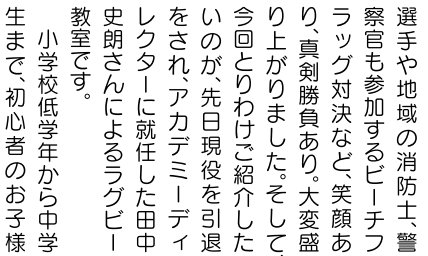 選手や地域の消防士、警
察官も参加するビーチフ
ラッグ対決など、笑顔あ
り、真剣勝負あり。大変盛
り上がりました。そして、
今回とりわけご紹介した
いのが、先日現役を引退
をされ、アカデミーディ
レクターに就任した田中
史朗さんによるラグビー
教室です。
　小学校低学年から中学
生まで、初心者のお子様